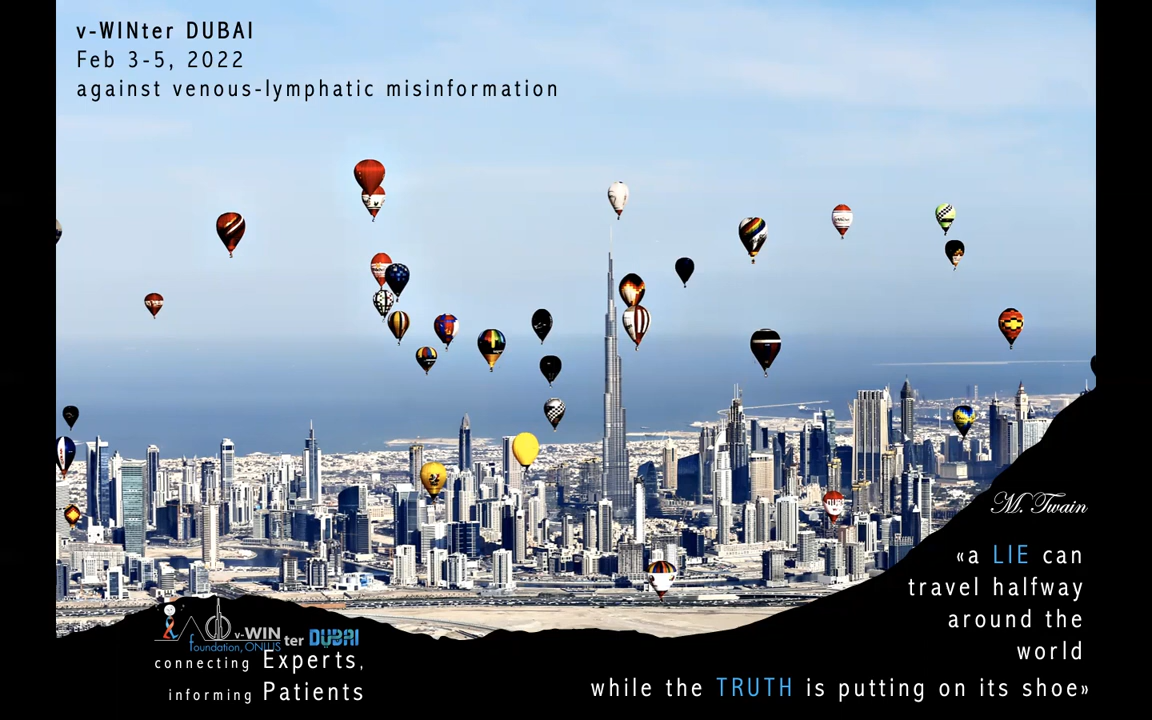 v-WINter DUBAI
Feb 3-5, 2022
against venous-lymphatic misinformation
M. Twain
«a LIE can
travel halfway
around the
world
while the TRUTH is putting on its shoe»
v-WIN
foundation, ONLUS
ter DUBAI
connecting Experts,
informing Patients